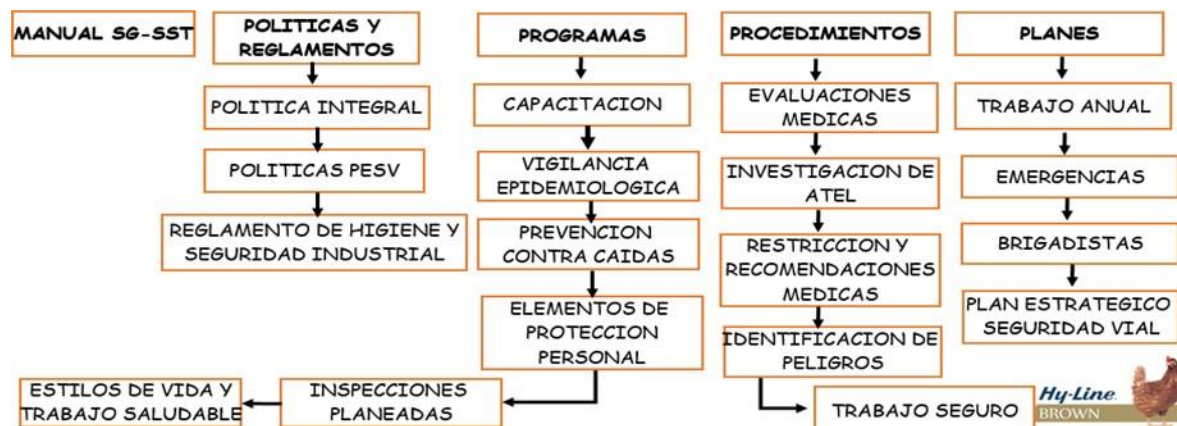 MANUAL SG-SST
POLITICAS Y
REGLAMENTOS
POLITICA INTEGRAL
POLITICAS PESV
REGLAMENTO DE HIGIENE Y
SEGURIDAD INDUSTRIAL
PROGRAMAS
CAPACITACION
VIGILANCIA
EPIDEMIOLOGICA
PREVENCION
CONTRA CAIDAS
ELEMENTOS DE
PROTECCION
PERSONAL
INSPECCIONES
PLANEADAS
ESTILOS DE VIDA Y
TRABAJO SALUDABLE
PROCEDIMIENTOS
EVALUACIONES
MEDICAS
INVESTIGACION DE
ATEL
RESTRICCION Y
RECOMENDACIONES
MEDICAS
IDENTIFICACION DE
PELIGROS
TRABAJO SEGURO
PLANES
TRABAJO ANUAL
EMERGENCIAS
BRIGADISTAS
PLAN ESTRATEGICO
SEGURIDAD VIAL
Hy-Line
BROWN